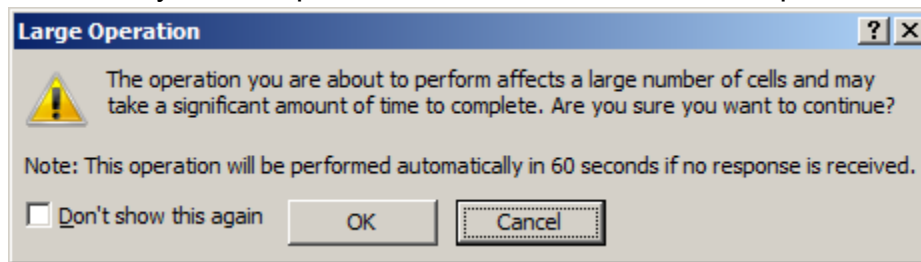 Large Operation
The operation you are about to perform affects a large number of cells and may
take a significant amount of time to complete. Are you sure you want to continue?
Note: This operation will be performed automatically in 60 seconds if no response is received.
Don't show this again
OK
Cancel